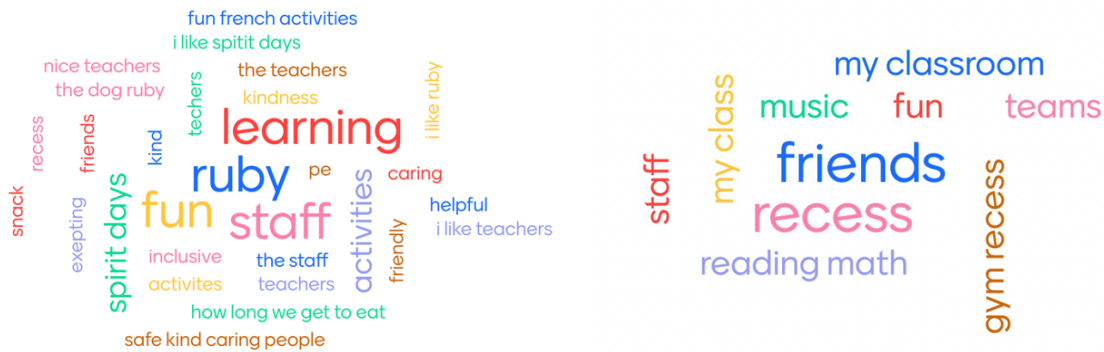 fun french activities
i like spitit days
nice teachers
the teachers
the dog ruby
techers
kindness
i like ruby
recess
friends
kind
learning
ruby
pe
caring
snack
exepting
spirit days
fun
staff
activities
helpful
i like teachers
friendly
inclusive
the staff
activites
teachers
how long we get to eat
safe kind caring people
my classroom
my class
music
fun
teams
staff
friends
recess
gym recess
reading math